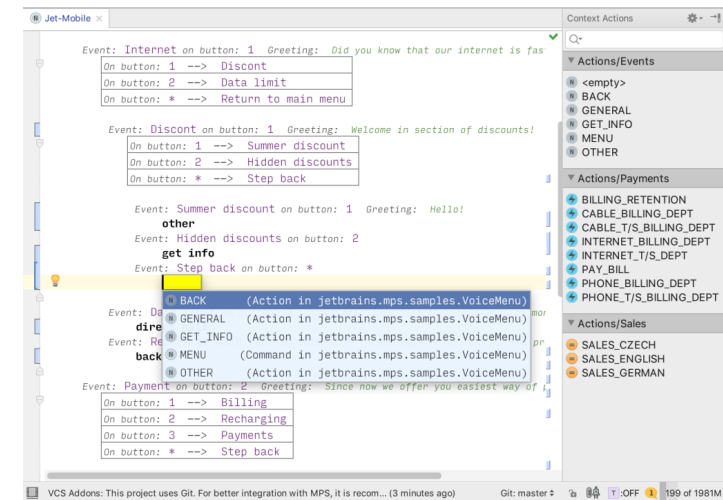 Jet-Mobile
Event: Internet on button: 1 Greeting: Did you know that our internet is fas
On button: 1 --> Discont
On button: 2 --> Data limit
On button: * --> Return to main menu
Event: Discont on button: 1 Greeting: Welcome in section of discounts!
On button: 1 --> Summer discount
On button: 2 --> Hidden discounts
On button: * --> Step back
Event: Summer discount on button: 1 Greeting: Hello!
other
Event: Hidden discounts on button: 2
get info
Event: Step back on button: *
BACK (Action in jetbrains.mps.samples.VoiceMenu)
GENERAL (Action in jetbrains.mps.samples.VoiceMenu)
GET_INFO (Action in jetbrains.mps.samples.VoiceMenu)
MENU (Command in jetbrains.mps.samples.VoiceMenu)
OTHER (Action in jetbrains.mps.samples.VoiceMenu)
Event: Da
dire
Event: Re
back
Event: Payment on button: 2 Greeting: Since now we offer you easiest way of
On button: 1 --> Billing
On button: 2 --> Recharging
On button: 3 --> Payments
On button: * --> Step back
Context Actions
Actions/Events
<empty>
BACK
GENERAL
GET_INFO
MENU
OTHER
Actions/Payments
BILLING_RETENTION
CABLE_BILLING_DEPT
CABLE_T/S_BILLING_DEPT
INTERNET_BILLING_DEPT
INTERNET_T/S_DEPT
PAY_BILL
PHONE_BILLING_DEPT
PHONE_T/S_BILLING_DEPT
Actions/Sales
SALES_CZECH
SALES_ENGLISH
SALES_GERMAN
VCS Addons: This project uses Git. For better integration with MPS, it is recom... (3 minutes ago) Git: master T :OFF 1 199 of 1981M